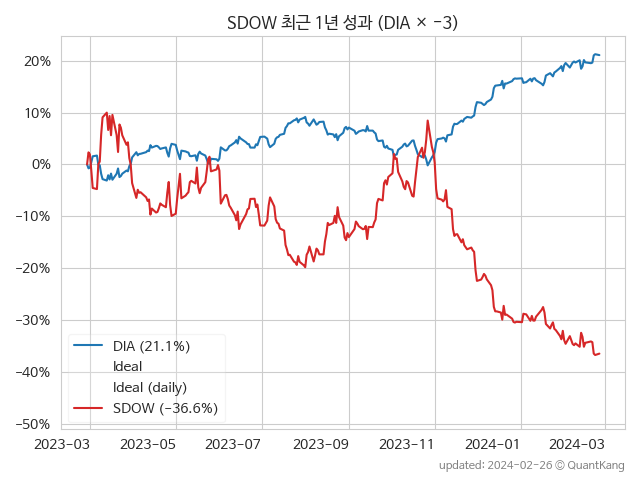 SDOW 최근 1년 성과 (DIA × −3)
20%
10%
0%
−10%
−20%
−30%
−40%
−50%
DIA (21.1%)
Ideal
Ideal (daily)
SDOW (−36.6%)
2023−03
2023−05
2023−07
2023−09
2023−11
2024−01
2024−03
updated: 2024-02-26 © QuantKang